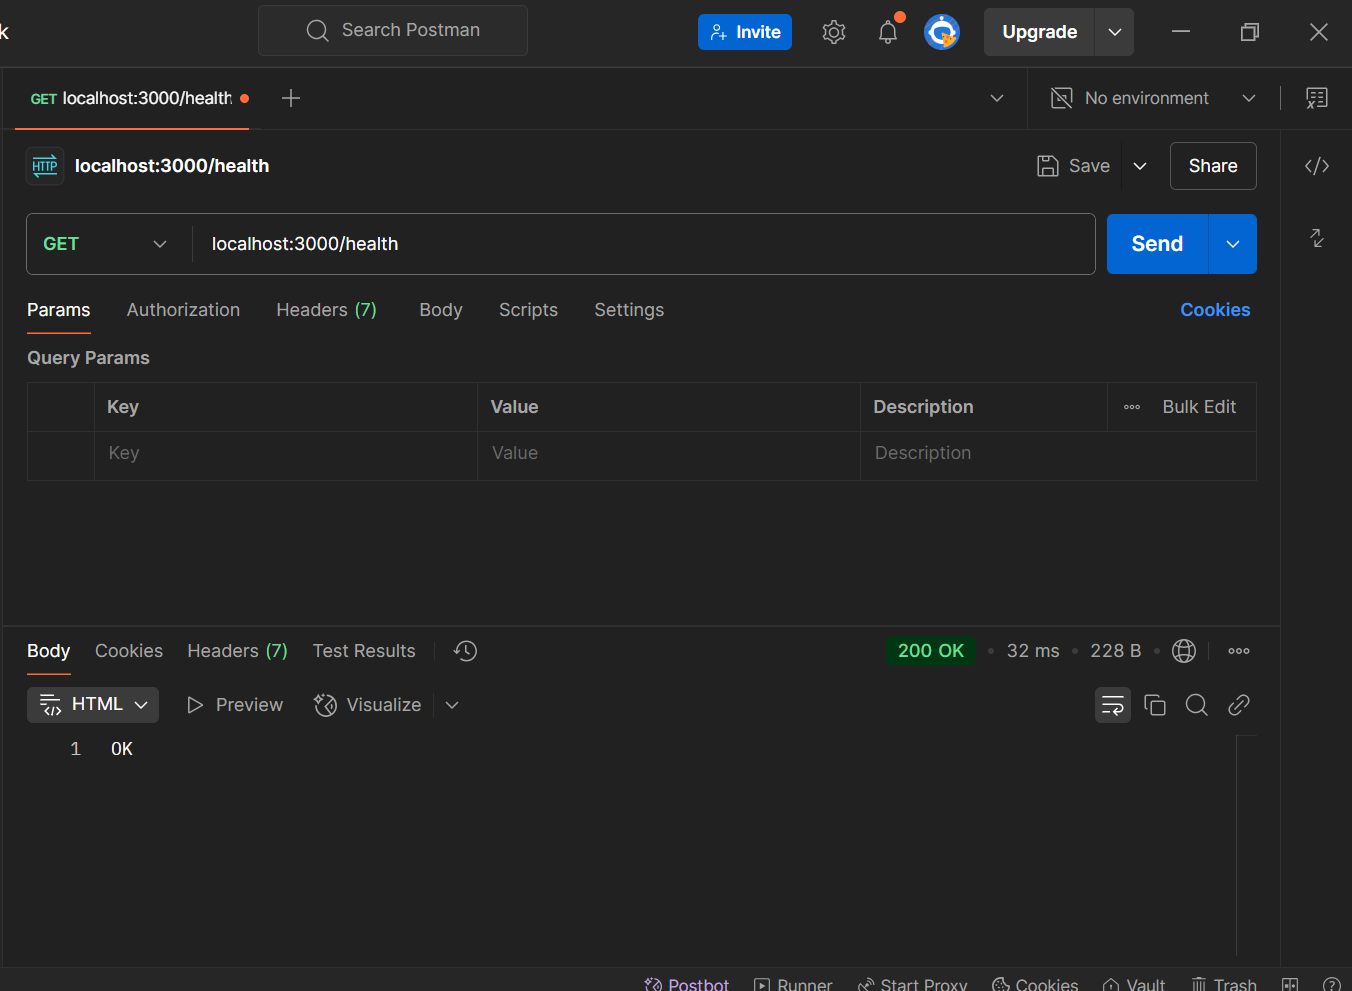 k Search Postman Invite Upgrade
GET localhost:3000/health No environment
HTTP localhost:3000/health Save Share
GET localhost:3000/health Send
Params Authorization Headers (7) Body Scripts Settings Cookies
Query Params
Key Value Description Bulk Edit
Key Value Description
Body Cookies Headers (7) Test Results 200 OK • 32 ms • 228 B •
HTML Preview Visualize
1 OK
Postbot Runner Start Proxy Cookies Vault Trash